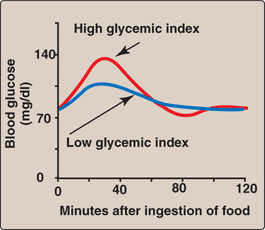 High glycemic index
140
Blood glucose
(mg/dl)
70
Low glycemic index
0
0 40 80 120
Minutes after ingestion of food